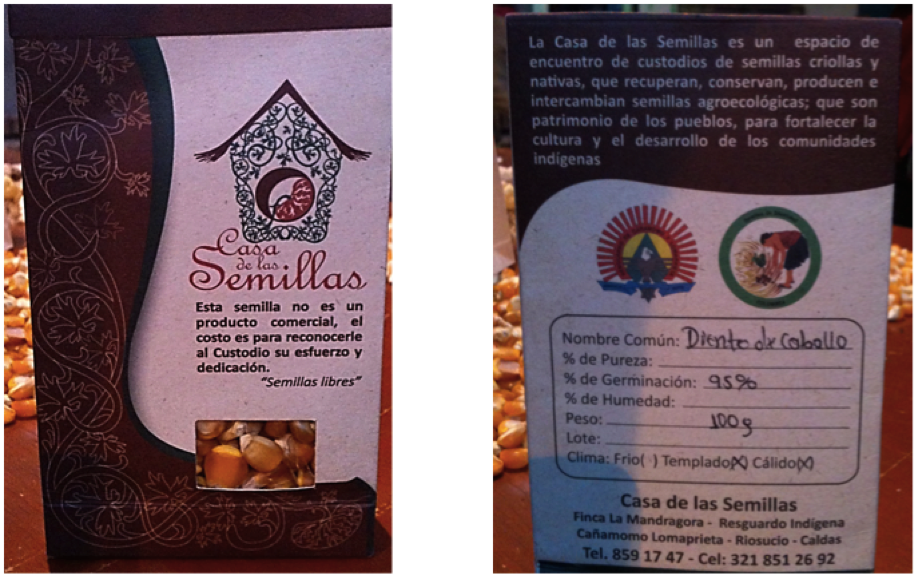 Casa
de las
Semillas
Esta semilla no es un
producto comercial, el
costo es para reconocerle
al Custodio su esfuerzo y
dedicación.
"Semillas libres"
La Casa de las Semillas es un espacio de
encuentro de custodios de semillas criollas y
nativas, que recuperan, conservan, producen e
intercambian semillas agroecológicas; que son
patrimonio de los pueblos, para fortalecer la
cultura y el desarrollo de los comunidades
indígenas
Nombre Común: Diente de Caballo
% de Pureza:
% de Germinación: 95%
% de Humedad:
Peso: 100g
Lote:
Clima: Frio( ) Templado(X) Cálido(X)
Casa de las Semillas
Finca La Mandragora - Resguardo Indígena
Cañamomo Lomaprieta - Riosucio - Caldas
Tel. 859 17 47 - Cel: 321 851 26 92